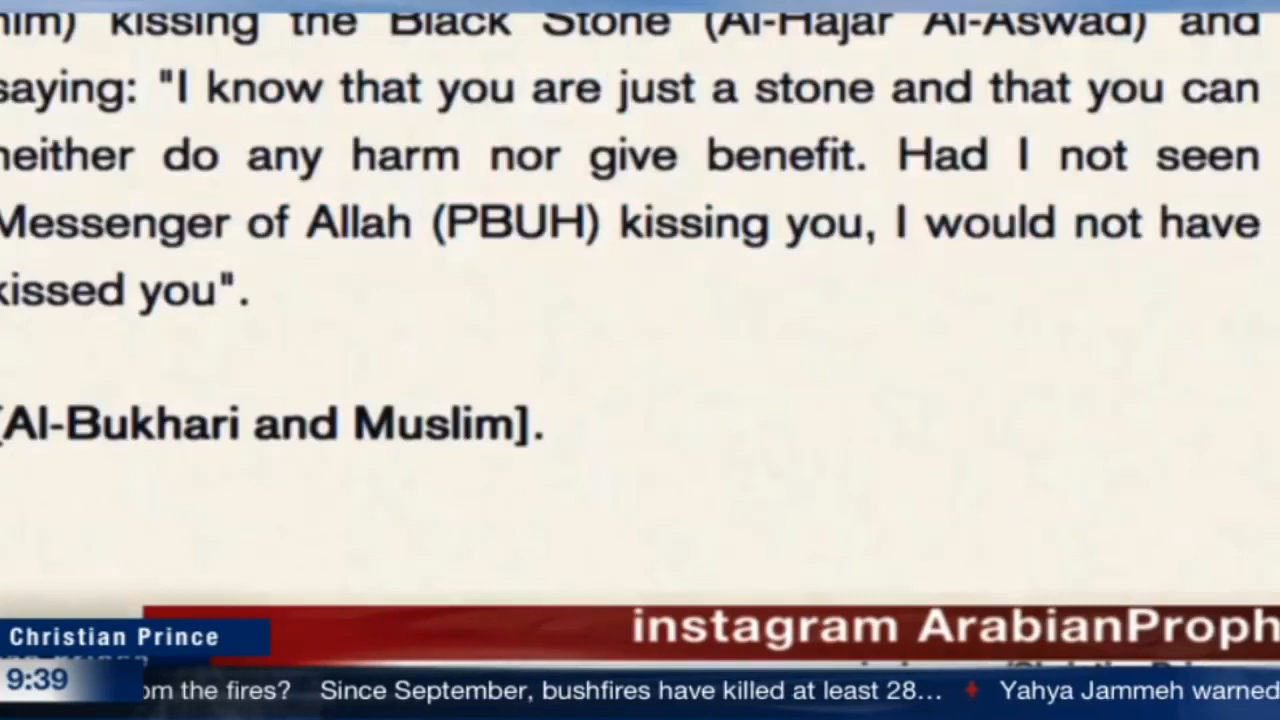 him) kissing the Black Stone (Al-Hajar Al-Aswad) and
saying: "I know that you are just a stone and that you can
neither do any harm nor give benefit. Had I not seen
Messenger of Allah (PBUH) kissing you, I would not have
kissed you".
[Al-Bukhari and Muslim].
instagram ArabianProph
Christian Prince
9:39
om the fires? Since September, bushfires have killed at least 28... Yahya Jammeh warned